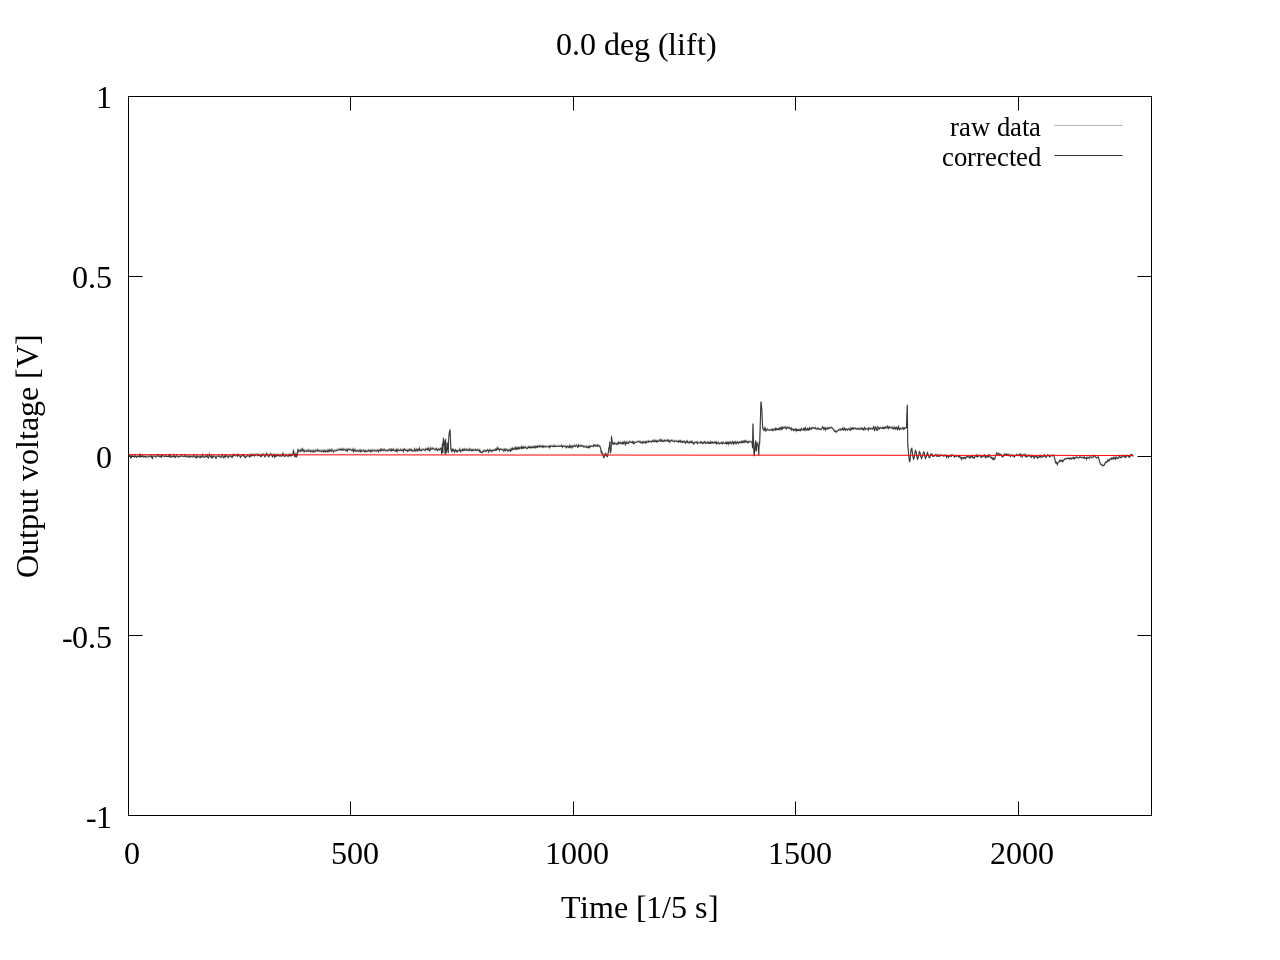 0.0 deg (lift)
1
0.5
0
-0.5
-1
Output voltage [V]
raw data
corrected
0 500 1000 1500 2000
Time [1/5 s]